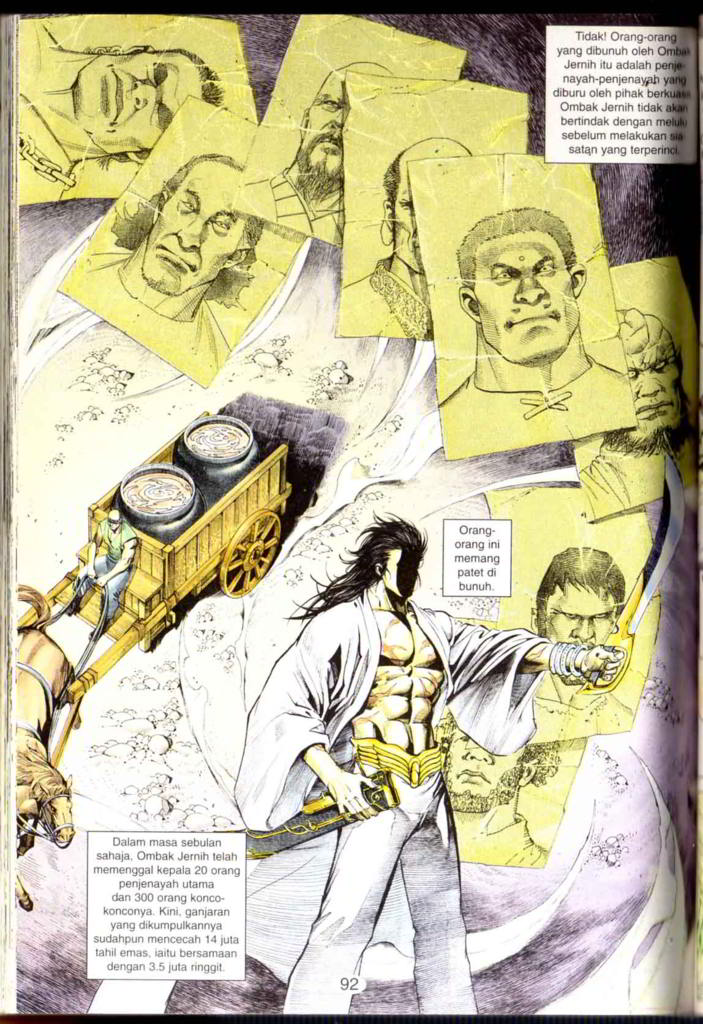 Tidak! Orang-orang
yang dibunuh oleh Ombak
Jernih itu adalah penje-
nayah-penjenayah yang
diburu oleh pihak berkuasa
Ombak Jernih tidak akan
bertindak dengan melulu
sebelum melakukan sia-
satan yang terperinci.
Orang-
orang ini
memang
patet di
bunuh.
Dalam masa sebulan
sahaja, Ombak Jernih telah
memenggal kepala 20 orang
penjenayah utama
dan 300 orang konco-
konconya. Kini, ganjaran
yang dikumpulkannya
sudahpun mencecah 14 juta
tahil emas, iaitu bersamaan
dengan 3.5 juta ringgit.
92